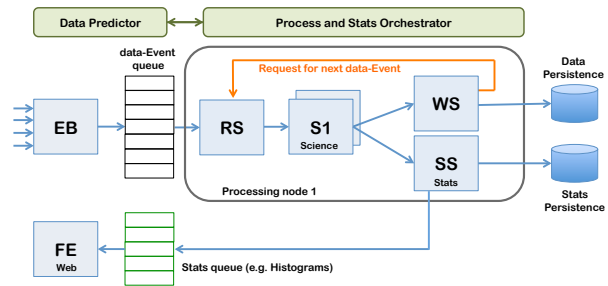 Data Predictor
Process and Stats Orchestrator
data-Event
queue
Request for next data-Event
Data
Persistence
EB
RS
S1
Science
WS
SS
Stats
Processing node 1
Stats
Persistence
FE
Web
Stats queue (e.g. Histograms)